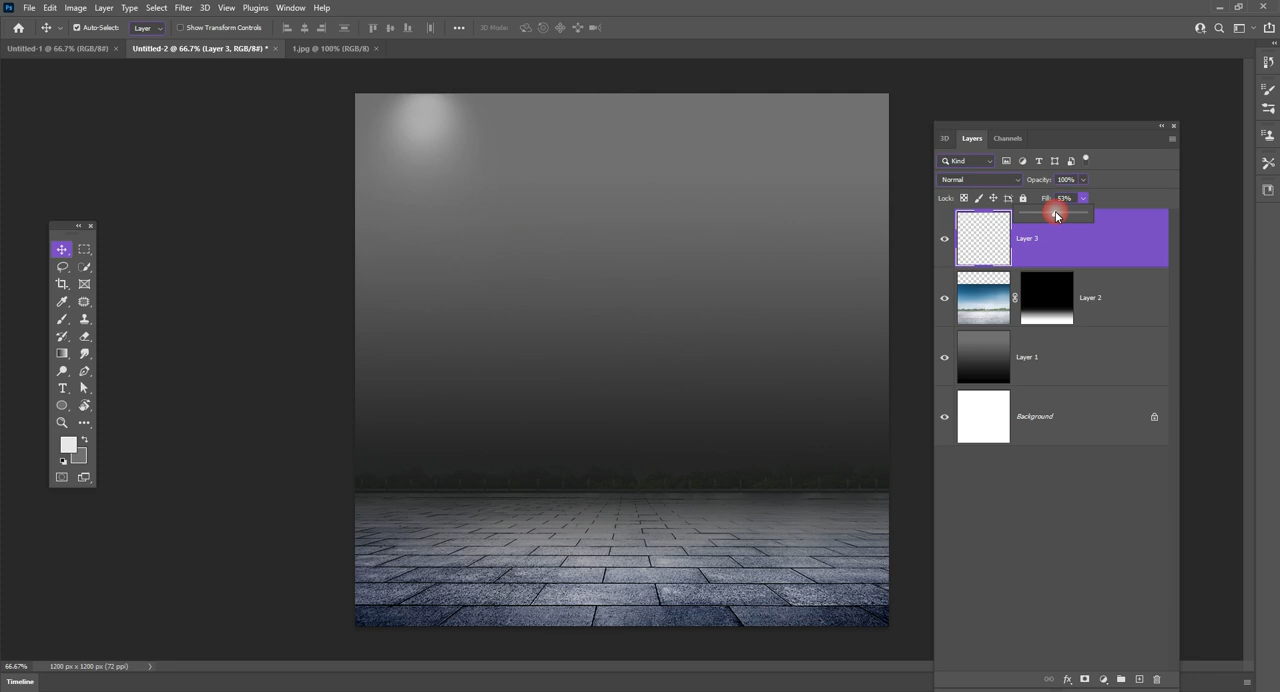 Ps File Edit Image Layer Type Select Filter 3D View Plugins Window Help
Auto-Select: Layer Show Transform Controls 3D Mode:
Untitled-1 @ 66.7% (RGB/8#) × Untitled-2 @ 66.7% (Layer 3, RGB/8#) * × 1.jpg @ 100% (RGB/8) ×
3D Layers Channels
Kind
Normal Opacity: 100%
Lock: Fill: 53%
Layer 3
Layer 2
Layer 1
Background
66.67% 1200 px x 1200 px (72 ppi)
Timeline